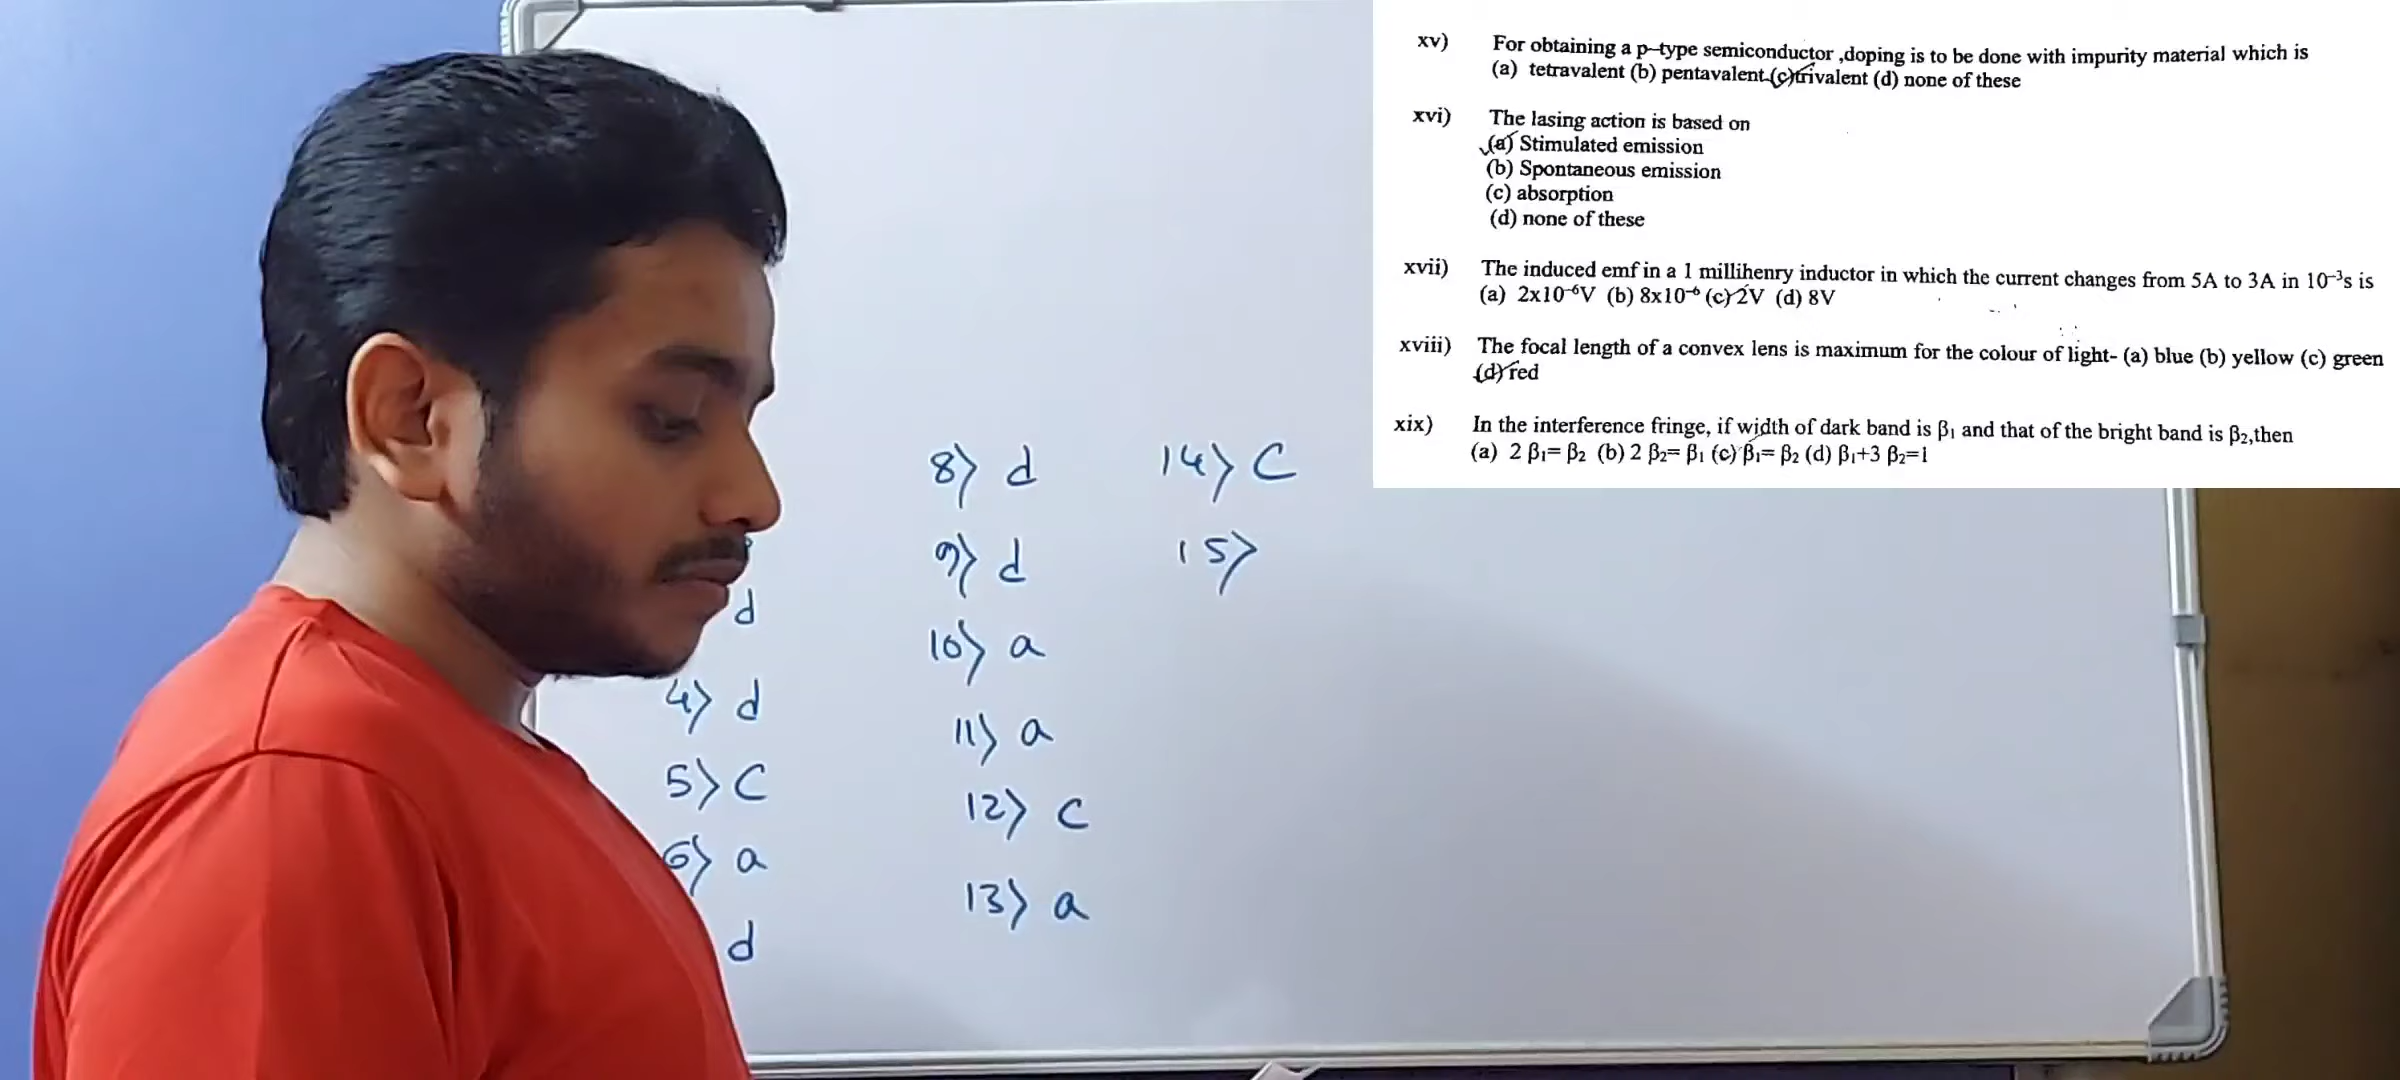 xv) For obtaining a p-type semiconductor ,doping is to be done with impurity material which is
(a) tetravalent (b) pentavalent (c) trivalent (d) none of these
xvi) The lasing action is based on
(a) Stimulated emission
(b) Spontaneous emission
(c) absorption
(d) none of these
xvii) The induced emf in a 1 millihenry inductor in which the current changes from 5A to 3A in 10⁻³s is
(a) 2x10⁻⁶V (b) 8x10⁻⁶ (c) 2V (d) 8V
xviii) The focal length of a convex lens is maximum for the colour of light- (a) blue (b) yellow (c) green
(d) red
xix) In the interference fringe, if width of dark band is β₁ and that of the bright band is β₂,then
(a) 2 β₁= β₂ (b) 2 β₂= β₁ (c) β₁= β₂ (d) β₁+3 β₂=1
d
4) d
5) C
6) a
d
8) d
9) d
10) a
11) a
12) C
13) a
14) C
15)